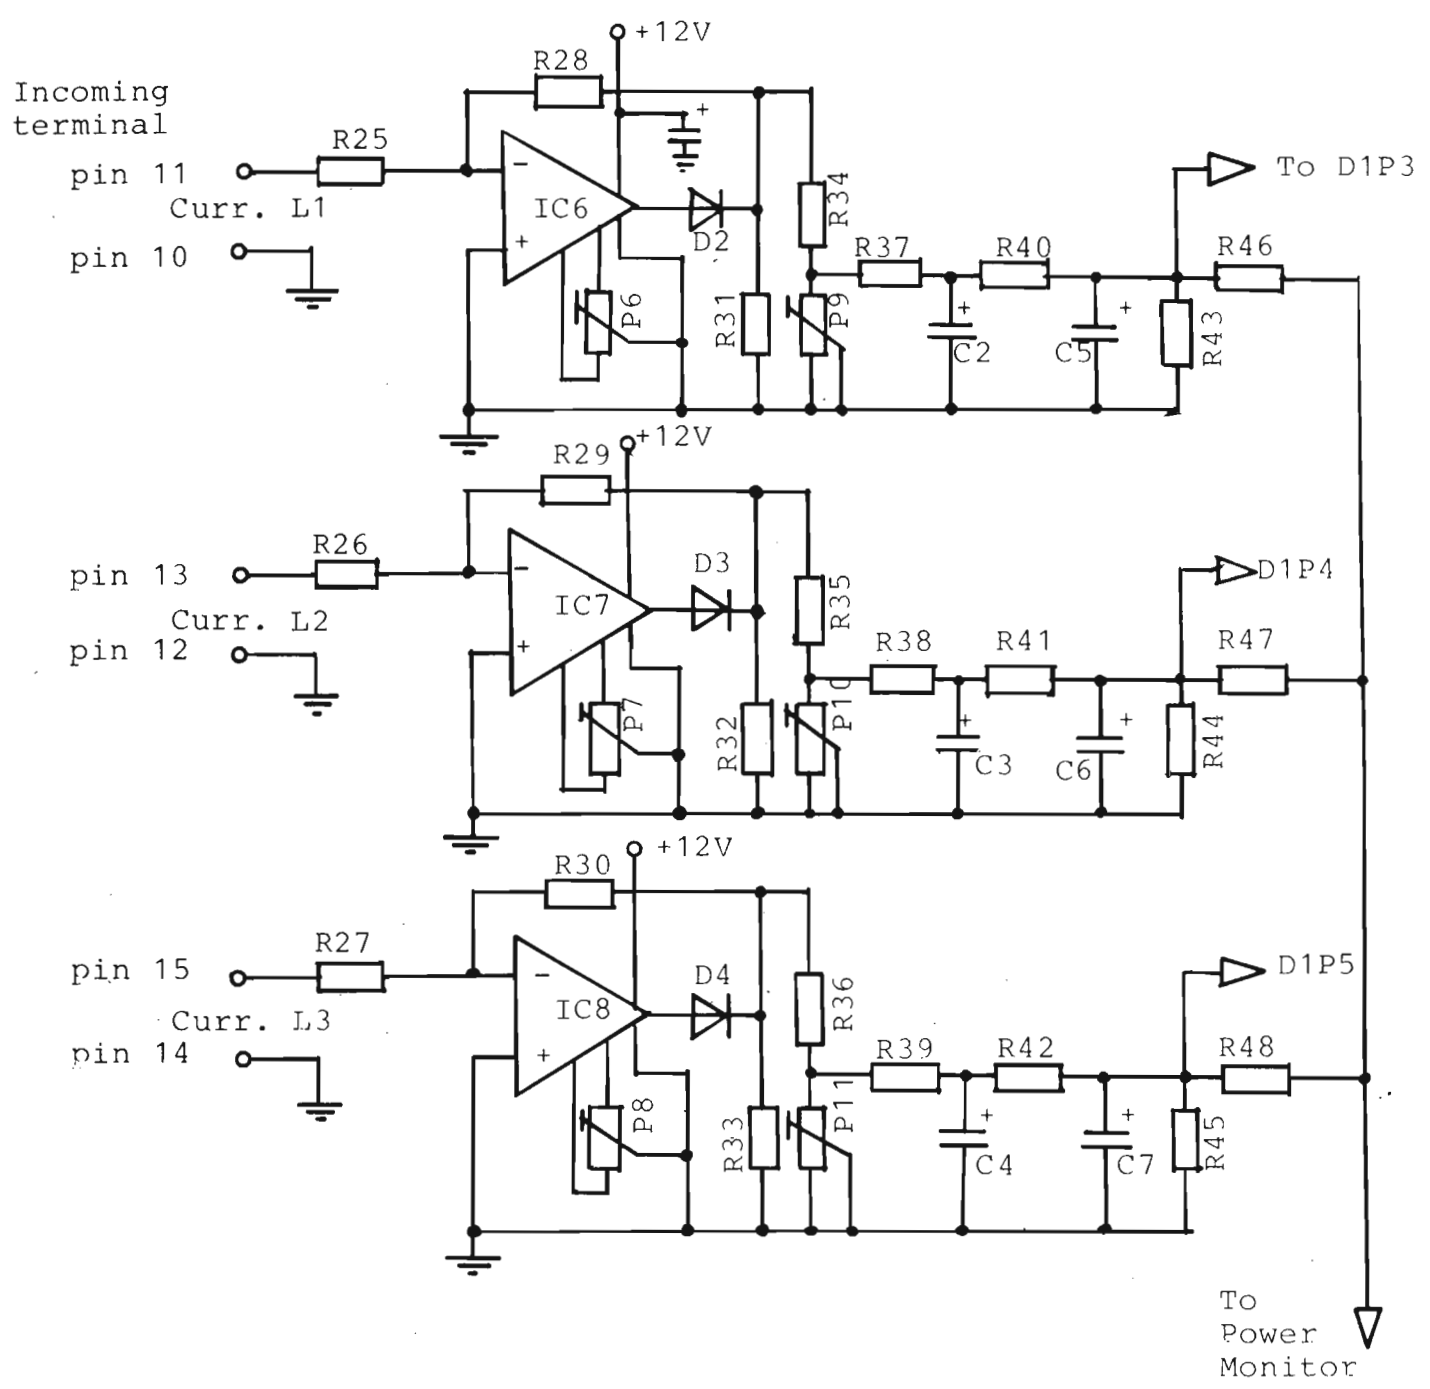 +12V
R28
Incoming
terminal
R25
+
pin 11
−
Curr. L1
IC6
D2
R34
To D1P3
pin 10
+
R37
R40
R46
P6
R31
P9
+
C2
+
C5
R43
+12V
R29
R26
pin 13
−
D3
D1P4
Curr. L2
IC7
R35
pin 12
+
R38
R41
R47
P7
R32
P10
+
C3
+
C6
R44
+12V
R30
R27
pin 15
−
D4
D1P5
Curr. L3
IC8
R36
pin 14
+
R39
R42
R48
P8
R33
P11
+
C4
+
C7
R45
To
Power
Monitor